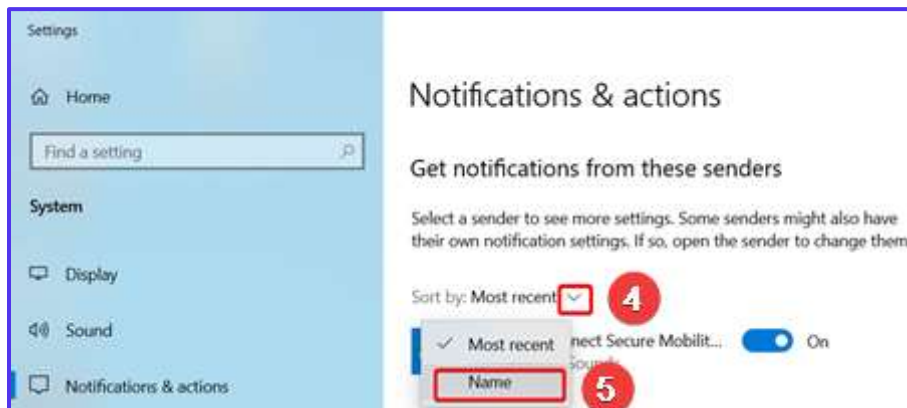 Settings
Home
Find a setting
System
Display
Sound
Notifications & actions
Notifications & actions
Get notifications from these senders
Select a sender to see more settings. Some senders might also have
their own notification settings. If so, open the sender to change them
Sort by: Most recent
4
Most recent
nect Secure Mobilit...
On
Sounds
Name
5